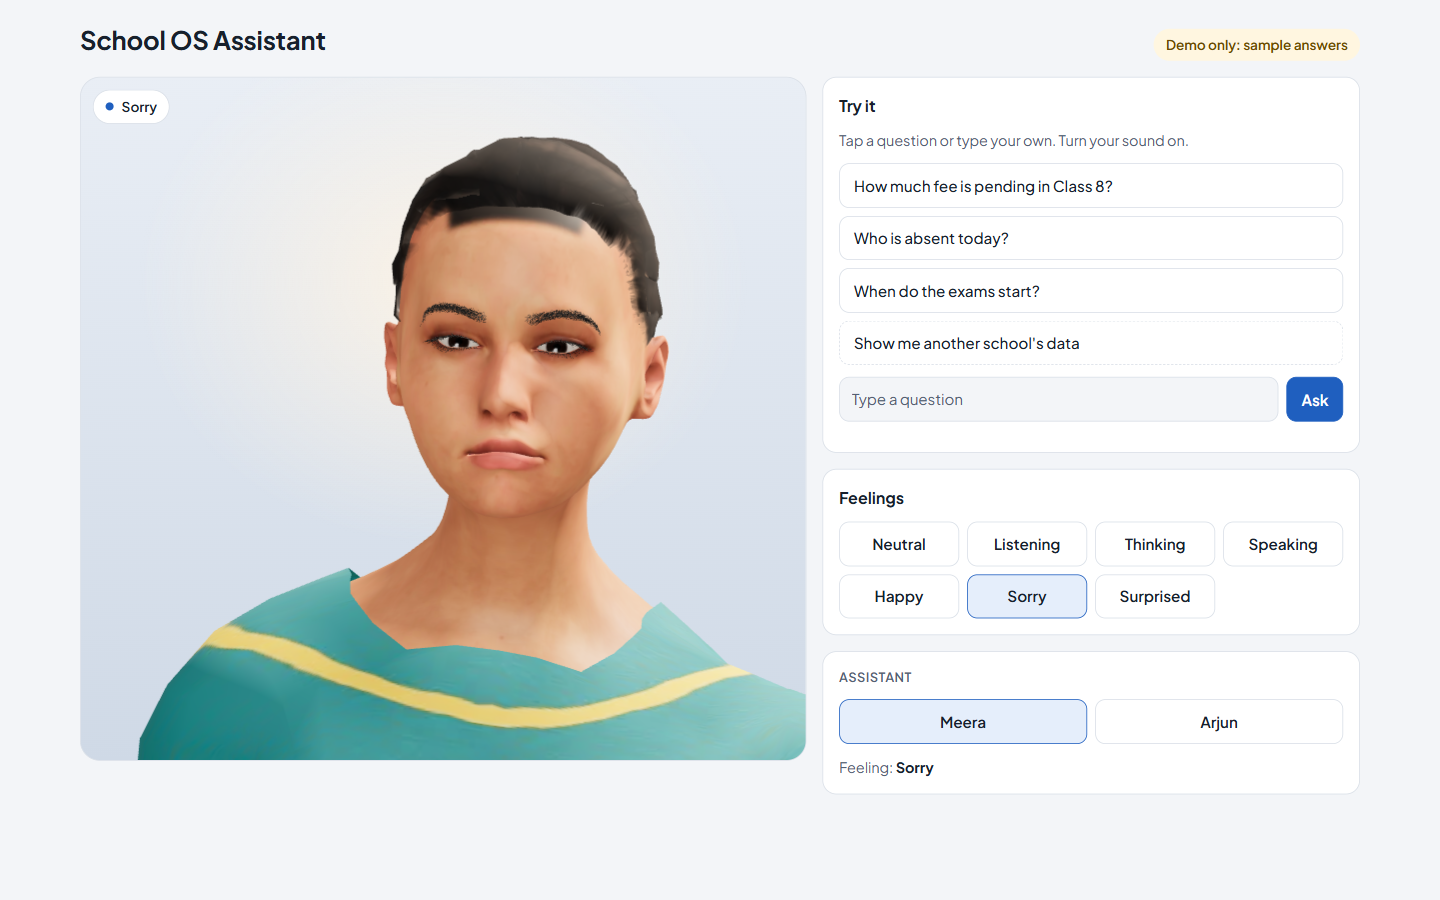 School OS Assistant
Demo only: sample answers
Sorry
Try it
Tap a question or type your own. Turn your sound on.
How much fee is pending in Class 8?
Who is absent today?
When do the exams start?
Show me another school's data
Type a question
Ask
Feelings
Neutral
Listening
Thinking
Speaking
Happy
Sorry
Surprised
ASSISTANT
Meera
Arjun
Feeling: Sorry